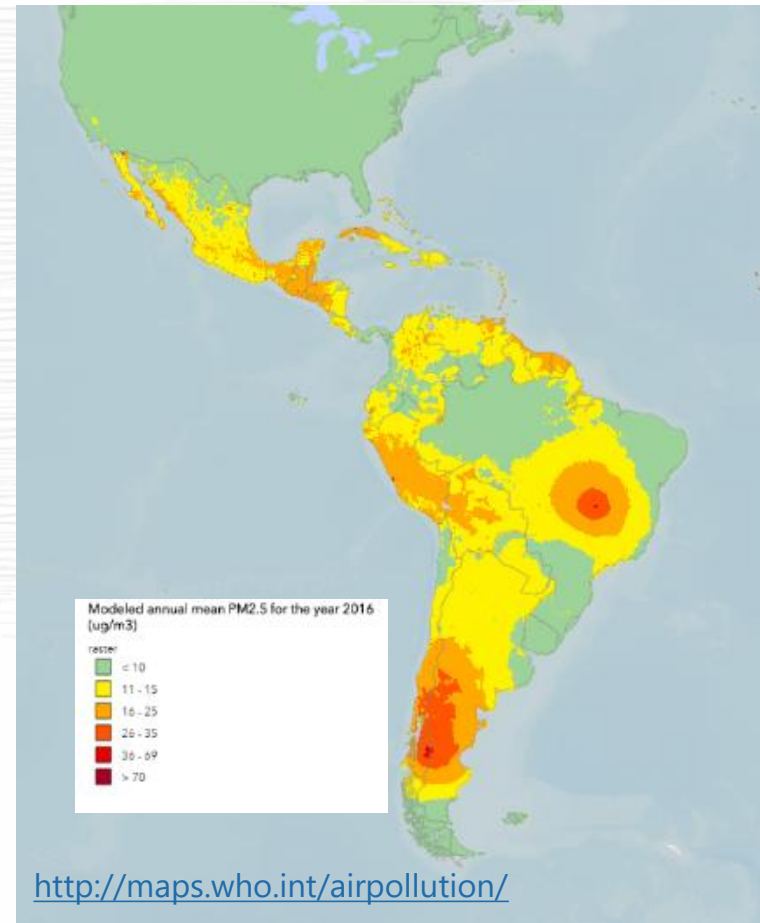 Modeled annual mean PM2.5 for the year 2016
(ug/m3)
raster
< 10
11 - 15
16 - 25
26 - 35
36 - 69
> 70
http://maps.who.int/airpollution/